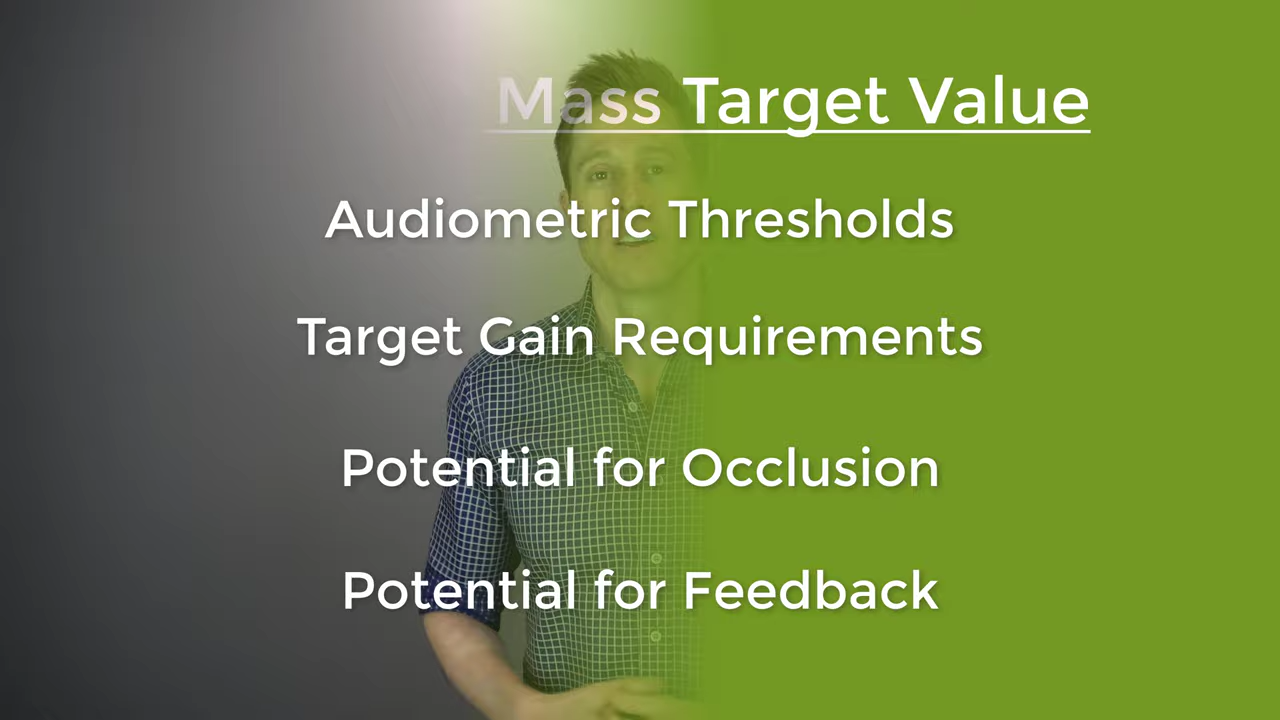 Mass Target Value
Audiometric Thresholds
Target Gain Requirements
Potential for Occlusion
Potential for Feedback